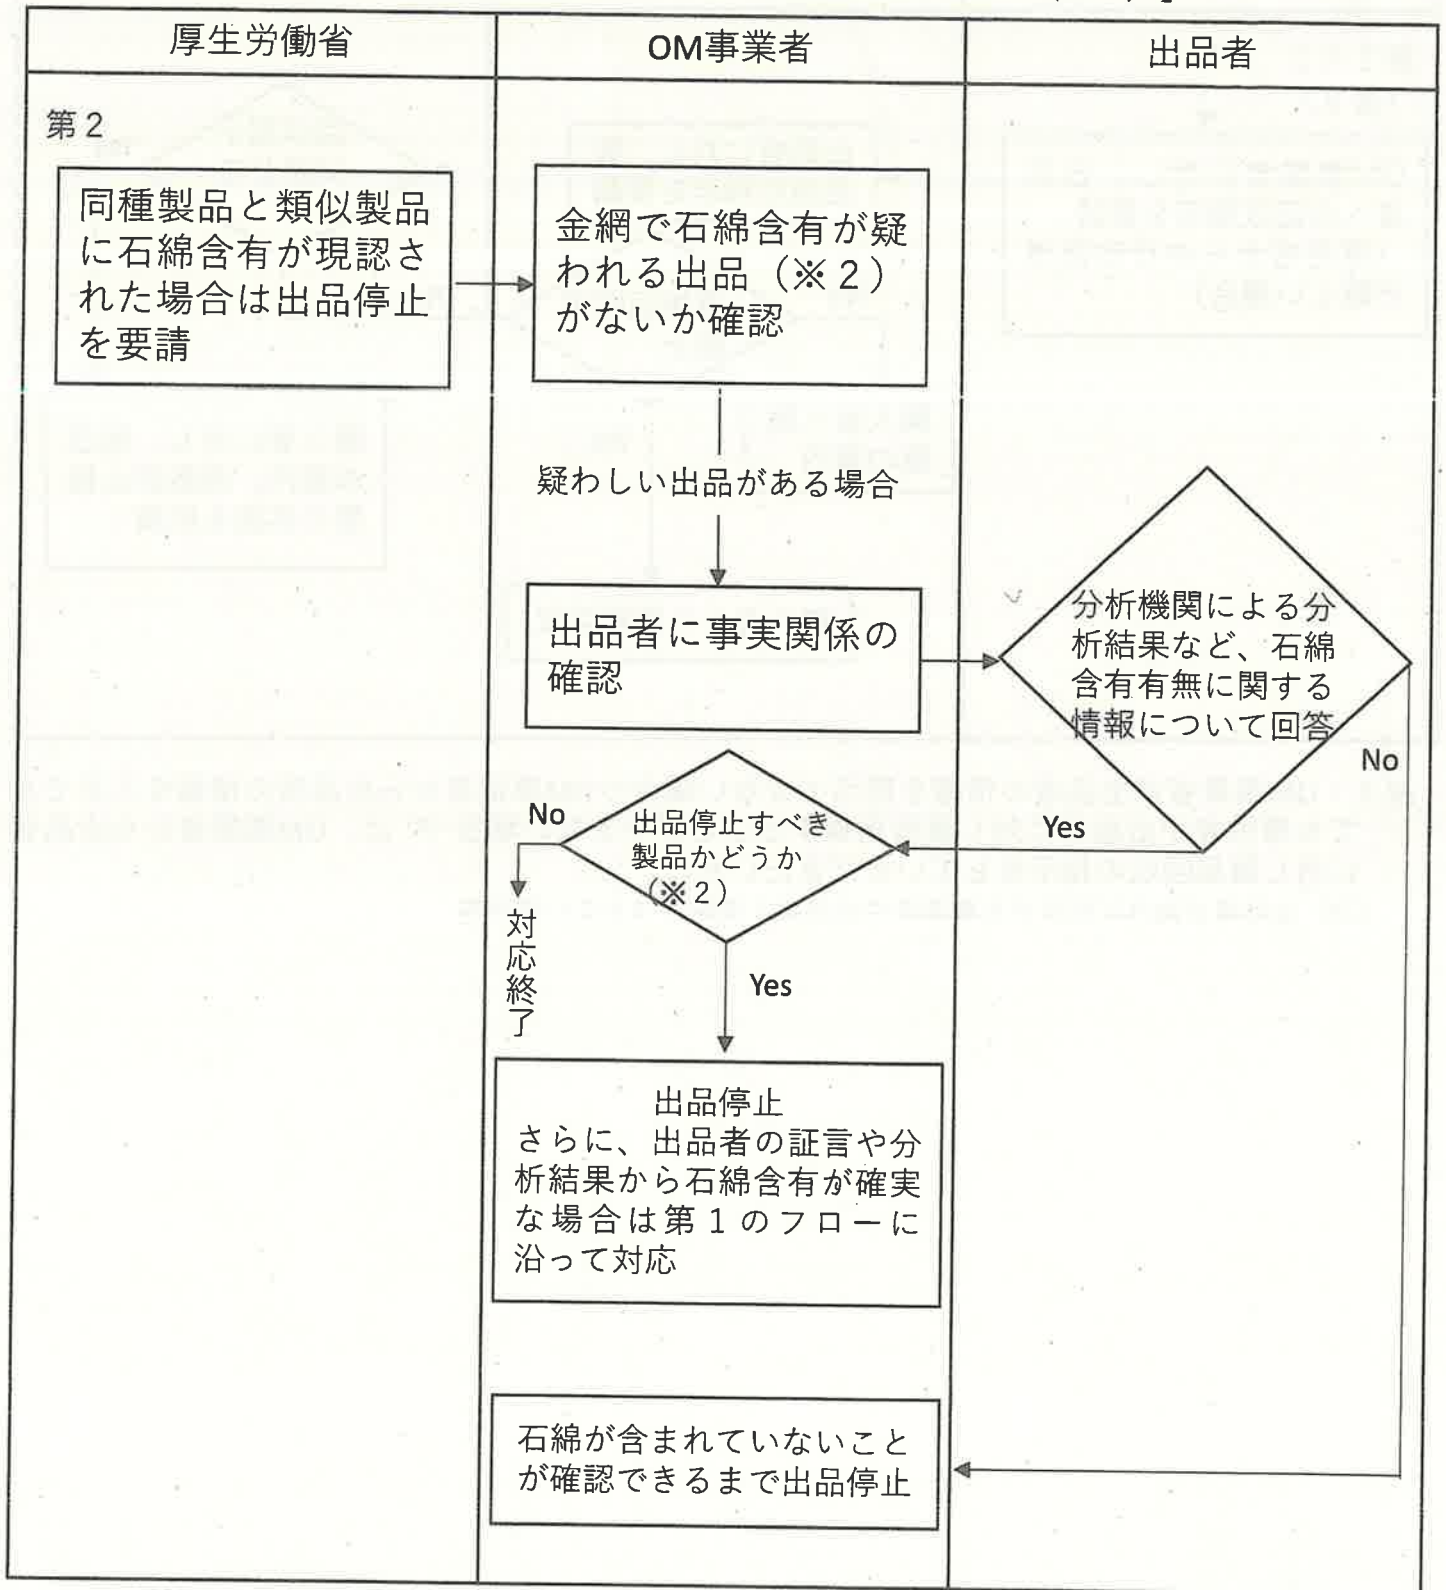 厚生労働省
OM事業者
出品者
第2
同種製品と類似製品
に石綿含有が現認さ
れた場合は出品停止
を要請
金網で石綿含有が疑
われる出品（※2）
がないか確認
疑わしい出品がある場合
出品者に事実関係の
確認
分析機関による分
析結果など、石綿
含有有無に関する
情報について回答
No
Yes
出品停止すべき
製品かどうか
（※2）
No
対応終了
Yes
出品停止
さらに、出品者の証言や分
析結果から石綿含有が確実
な場合は第1のフローに
沿って対応
石綿が含まれていないこと
が確認できるまで出品停止